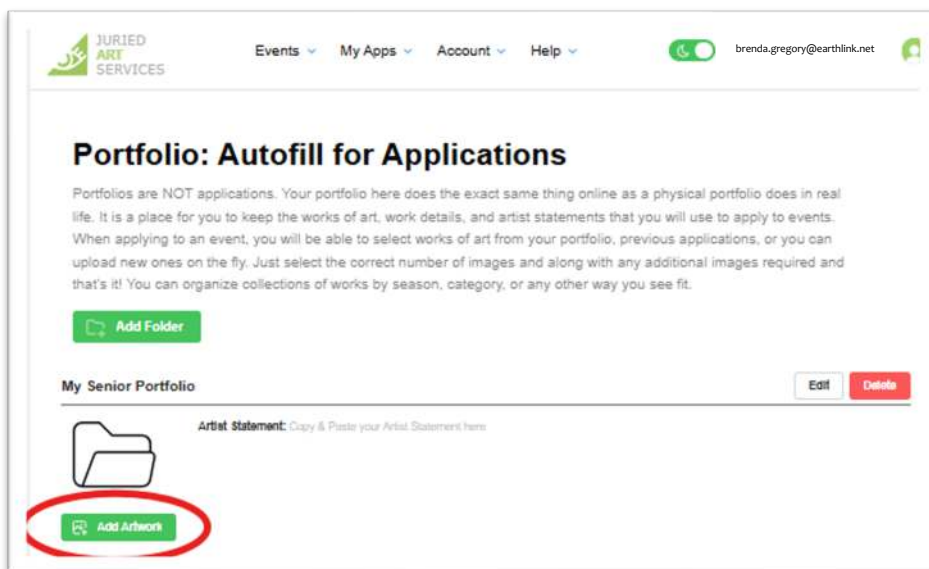 JURIED
ART
SERVICES
Events My Apps Account Help brenda.gregory@earthlink.net
Portfolio: Autofill for Applications
Portfolios are NOT applications. Your portfolio here does the exact same thing online as a physical portfolio does in real
life. It is a place for you to keep the works of art, work details, and artist statements that you will use to apply to events.
When applying to an event, you will be able to select works of art from your portfolio, previous applications, or you can
upload new ones on the fly. Just select the correct number of images and along with any additional images required and
that's it! You can organize collections of works by season, category, or any other way you see fit.
Add Folder
My Senior Portfolio Edit Delete
Artist Statement: Copy & Paste your Artist Statement here
Add Artwork